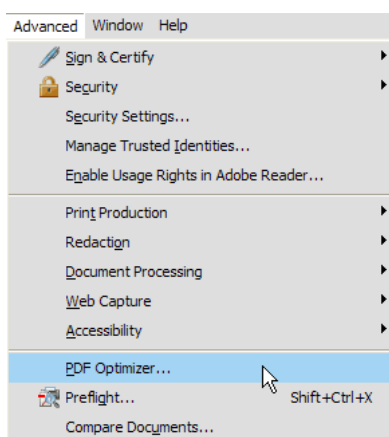 Advanced Window Help
Sign & Certify
Security
Security Settings...
Manage Trusted Identities...
Enable Usage Rights in Adobe Reader...
Print Production
Redaction
Document Processing
Web Capture
Accessibility
PDF Optimizer...
Preflight... Shift+Ctrl+X
Compare Documents...